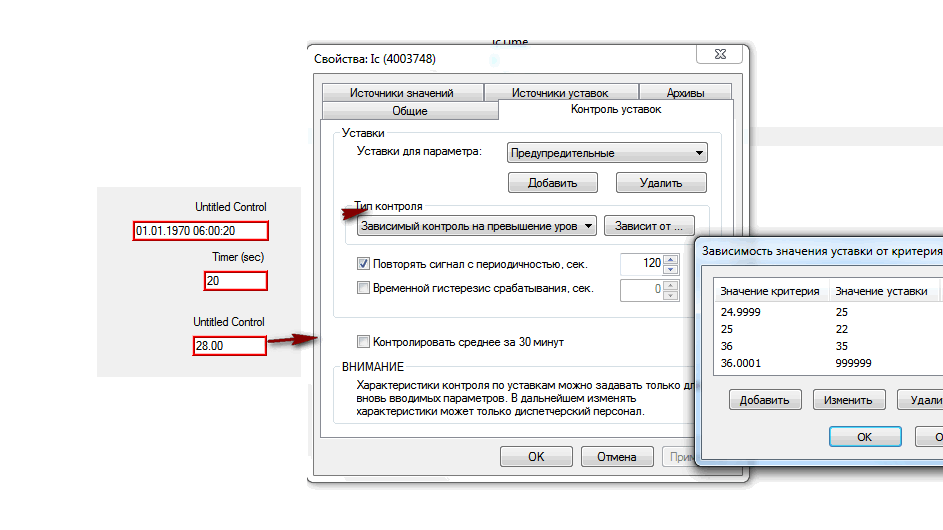 Свойства: Ic (4003748)
Источники значений
Источники уставок
Архивы
Общие
Контроль уставок
Уставки
Уставки для параметра:
Предупредительные
Добавить
Удалить
Тип контроля
Зависимый контроль на превышение уров
Зависит от ...
Повторять сигнал с периодичностью, сек.
120
Временной гистерезис срабатывания, сек.
0
Контролировать среднее за 30 минут
ВНИМАНИЕ
Характеристики контроля по уставкам можно задавать только дл
вновь вводимых параметров. В дальнейшем изменять
характеристики может только диспетчерский персонал.
OK
Отмена
Прим
Untitled Control
01.01.1970 06:00:20
Timer (sec)
20
Untitled Control
28.00
Зависимость значения уставки от критерия
Значение критерия Значение уставки
24.9999 25
25 22
36 35
36.0001 999999
Добавить
Изменить
Удали
OK
О